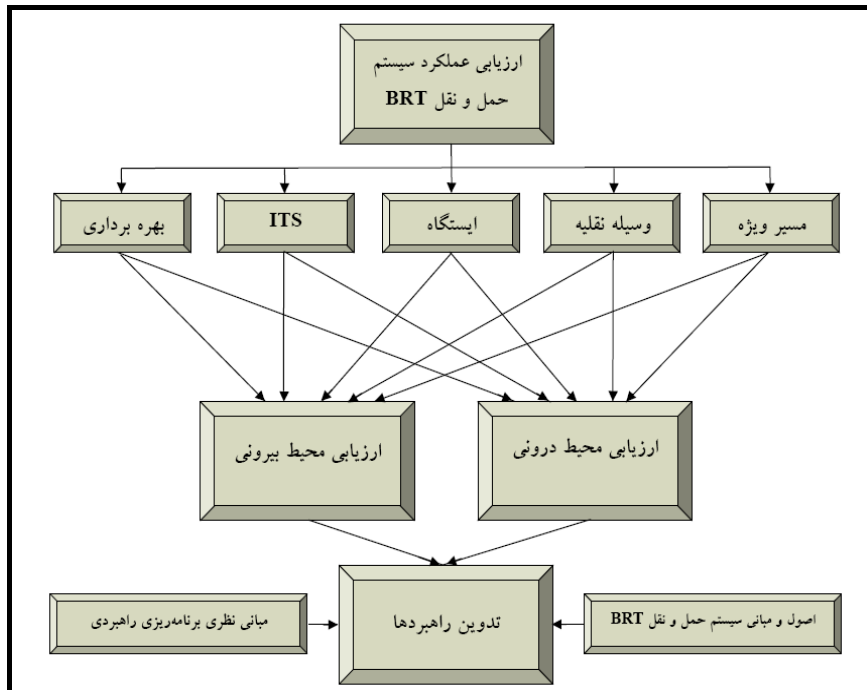 ارزیابی عملکرد سیستم
حمل و نقل BRT
مسیر ویژه
وسیله نقلیه
ایستگاه
ITS
بهره برداری
ارزیابی محیط درونی
ارزیابی محیط بیرونی
اصول و مبانی سیستم حمل و نقل BRT
تدوین راهبردها
مبانی نظری برنامه‌ریزی راهبردی